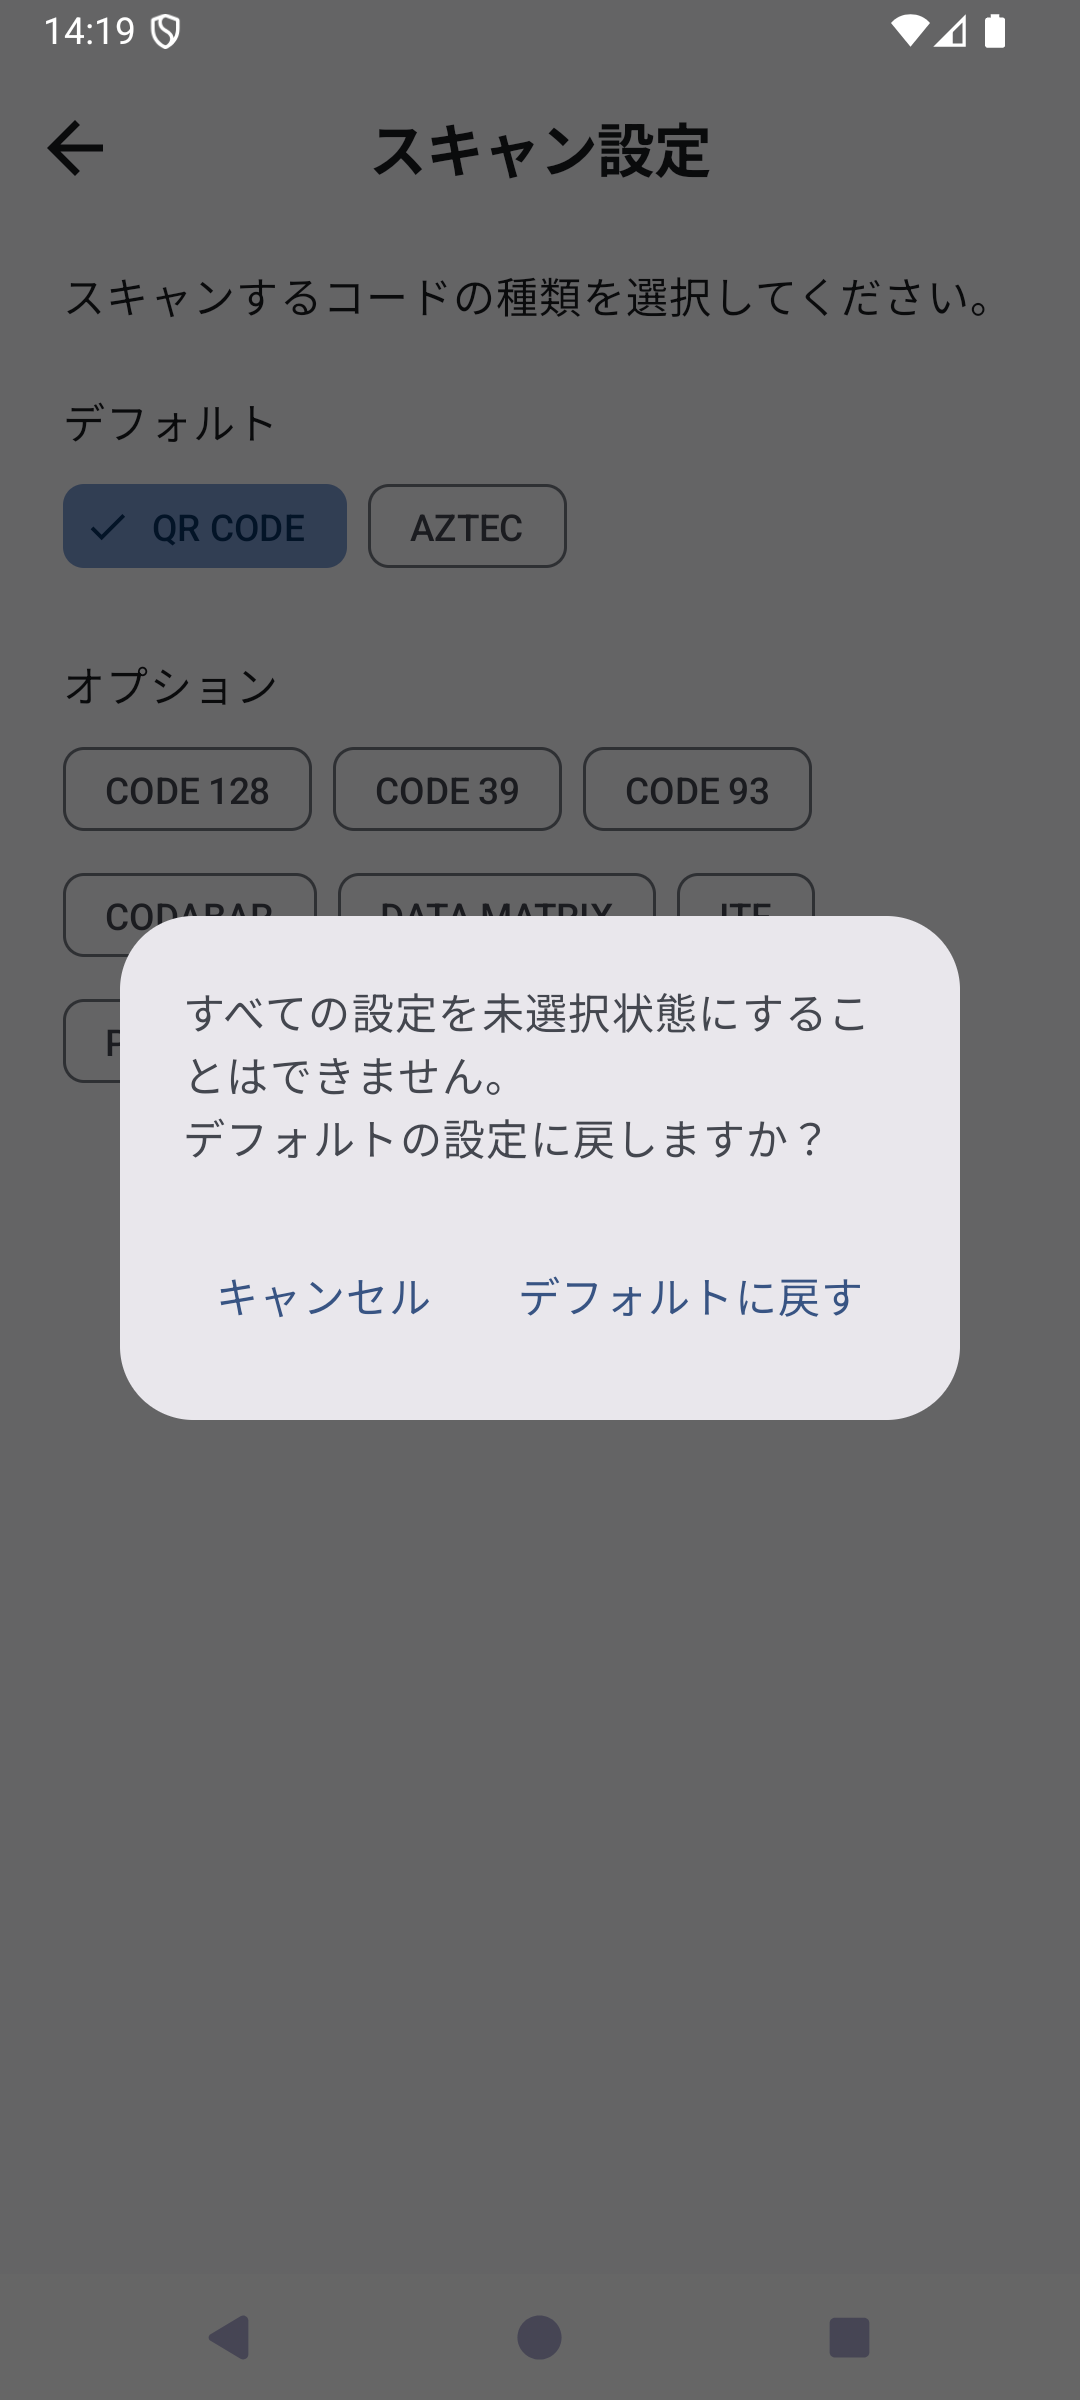 14:19
スキャン設定
スキャンするコードの種類を選択してください。
デフォルト
QR CODE
AZTEC
オプション
CODE 128
CODE 39
CODE 93
CODABAR
DATA MATRIX
ITF
すべての設定を未選択状態にするこ
とはできません。
デフォルトの設定に戻しますか？
キャンセル
デフォルトに戻す